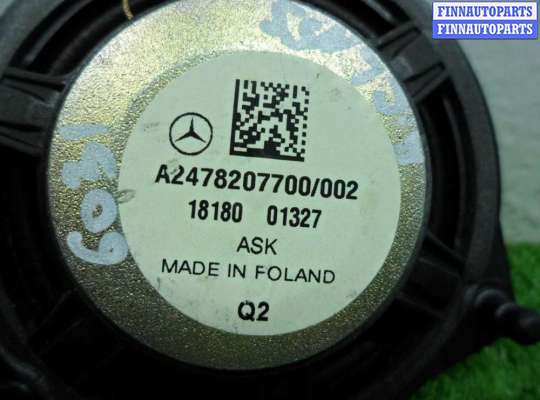 FINNAUTOPARTS
FINNAUTOPARTS
A2478207700/002
18180 01327
ASK
MADE IN FOLAND
Q2